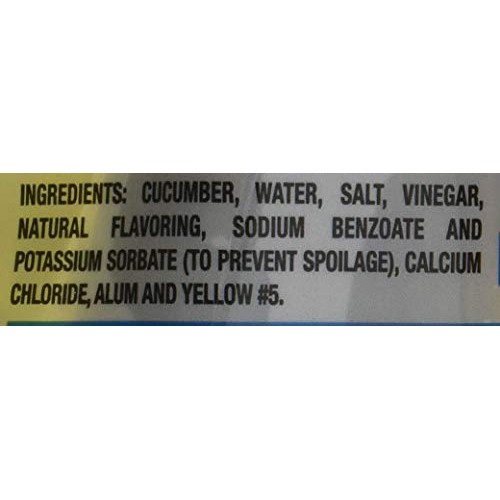 INGREDIENTS: CUCUMBER, WATER, SALT, VINEGAR,
NATURAL FLAVORING, SODIUM BENZOATE AND
POTASSIUM SORBATE (TO PREVENT SPOILAGE), CALCIUM
CHLORIDE, ALUM AND YELLOW #5.